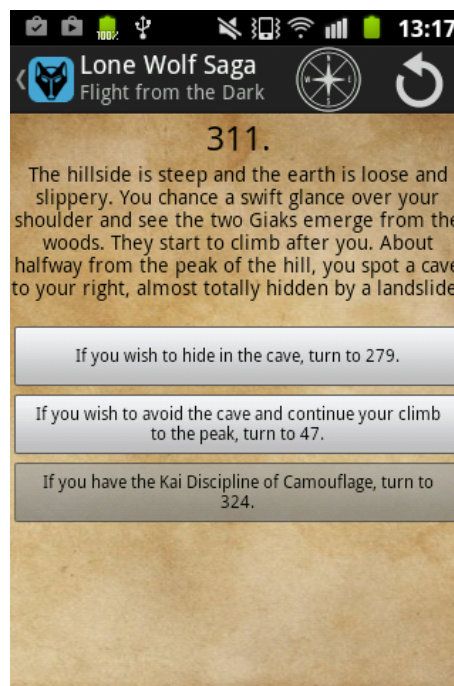 100%
13:17
Lone Wolf Saga
Flight from the Dark
W E
311.
The hillside is steep and the earth is loose and
slippery. You chance a swift glance over your
shoulder and see the two Giaks emerge from the
woods. They start to climb after you. About
halfway from the peak of the hill, you spot a cave
to your right, almost totally hidden by a landslide
If you wish to hide in the cave, turn to 279.
If you wish to avoid the cave and continue your climb
to the peak, turn to 47.
If you have the Kai Discipline of Camouflage, turn to
324.